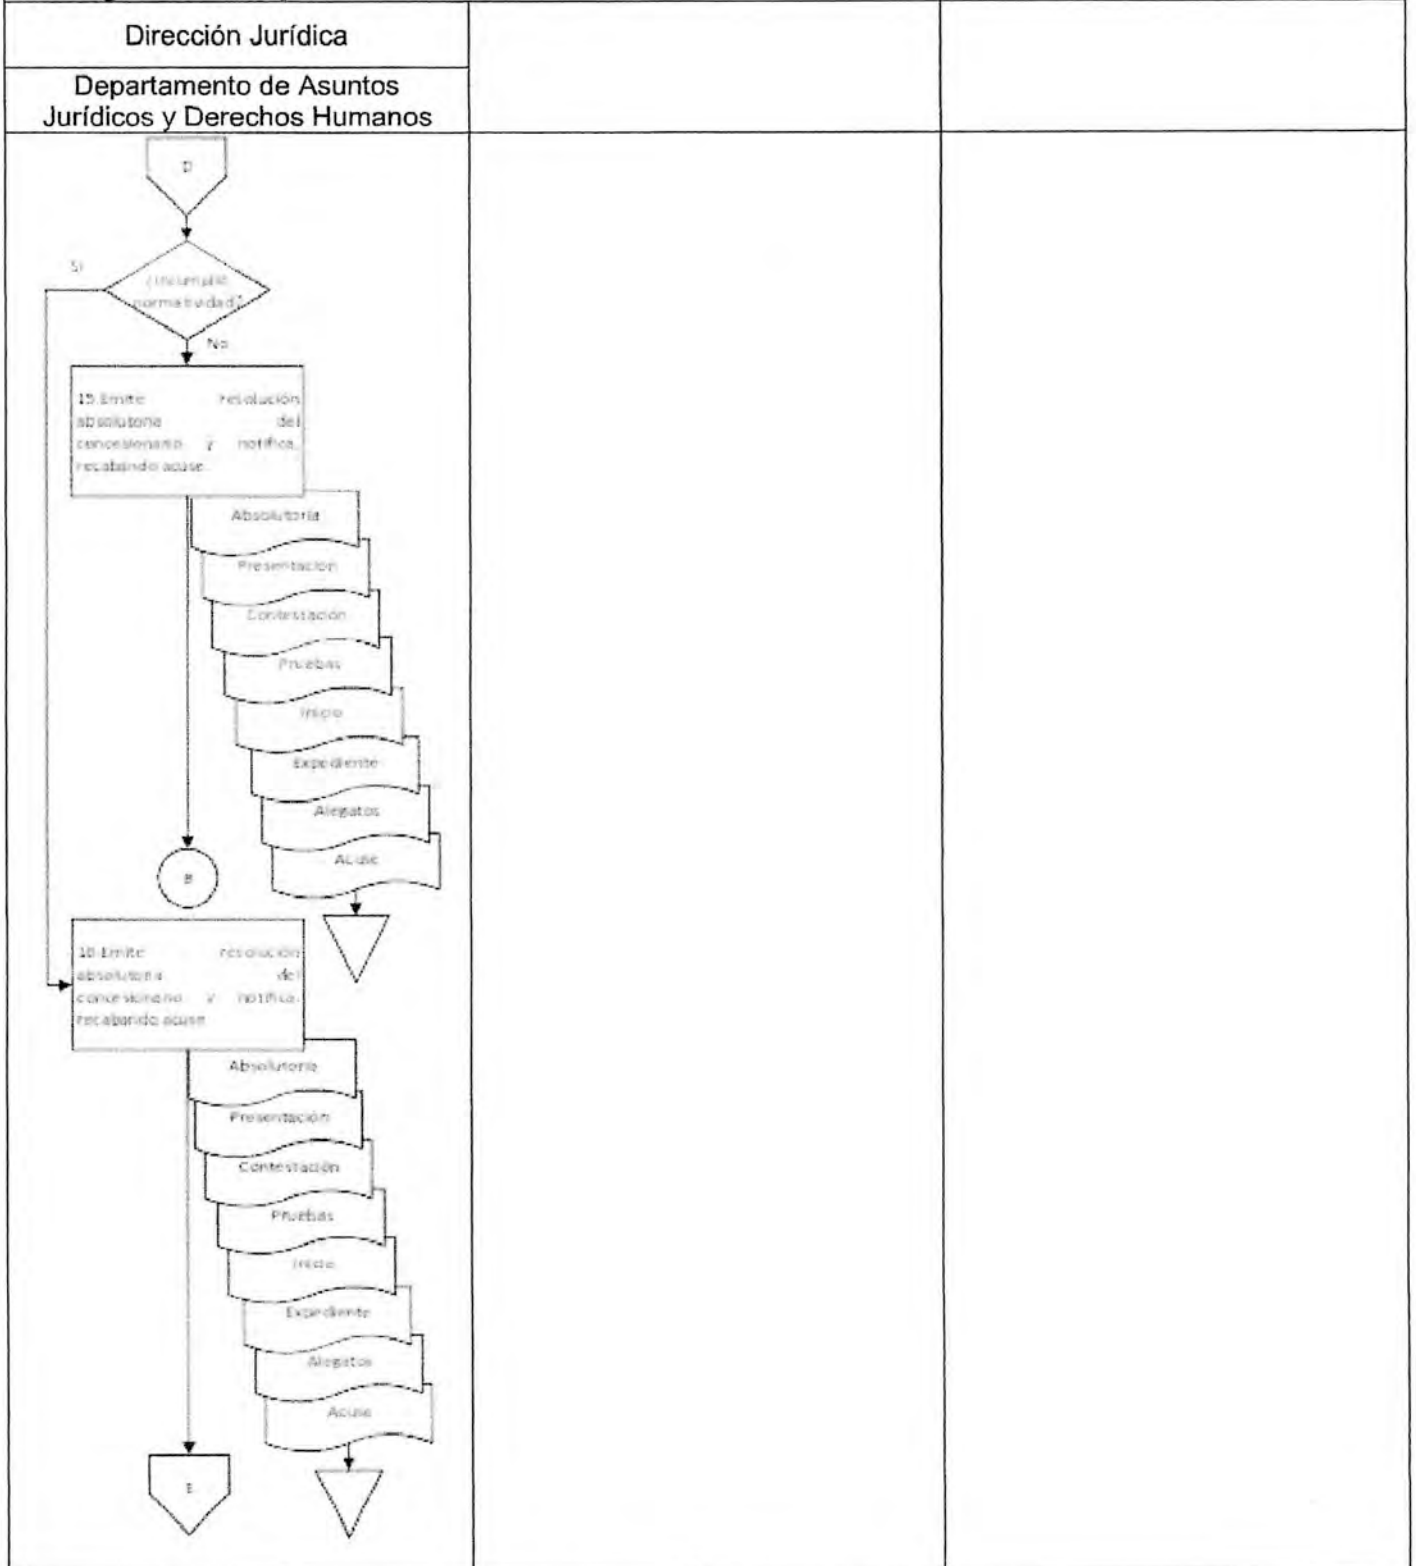 Dirección Jurídica
Departamento de Asuntos
Jurídicos y Derechos Humanos
D
Si
¿Incumplió
normatividad?
No
15.Emite resolución
absolutoria del
concesionario y notifica,
recabando acuse
Absolutoria
Presentación
Contestación
Pruebas
Inicio
Expediente
Alegatos
Acuse
B
16.Emite resolución
absolutoria del
concesionario y notifica,
recabando acuse
Absolutoria
Presentación
Contestación
Pruebas
Inicio
Expediente
Alegatos
Acuse
E